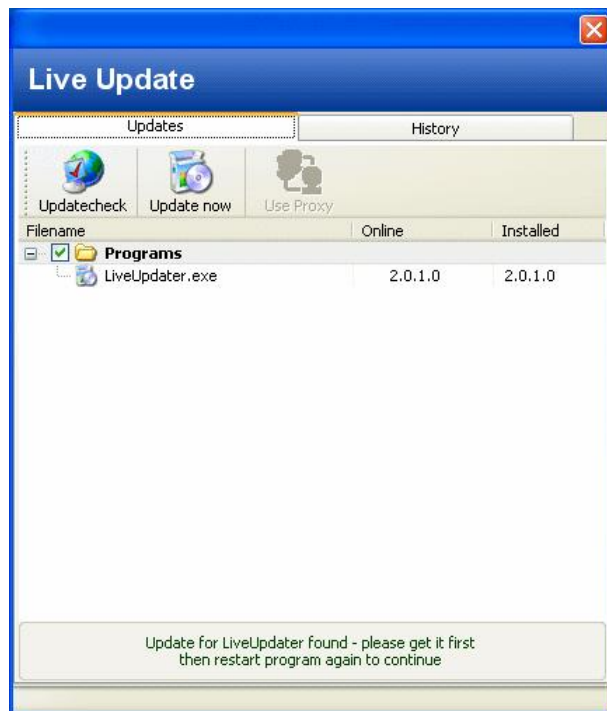 Live Update
Updates History
Updatecheck Update now Use Proxy
Filename Online Installed
Programs
LiveUpdater.exe 2.0.1.0 2.0.1.0
Update for LiveUpdater found - please get it first
then restart program again to continue